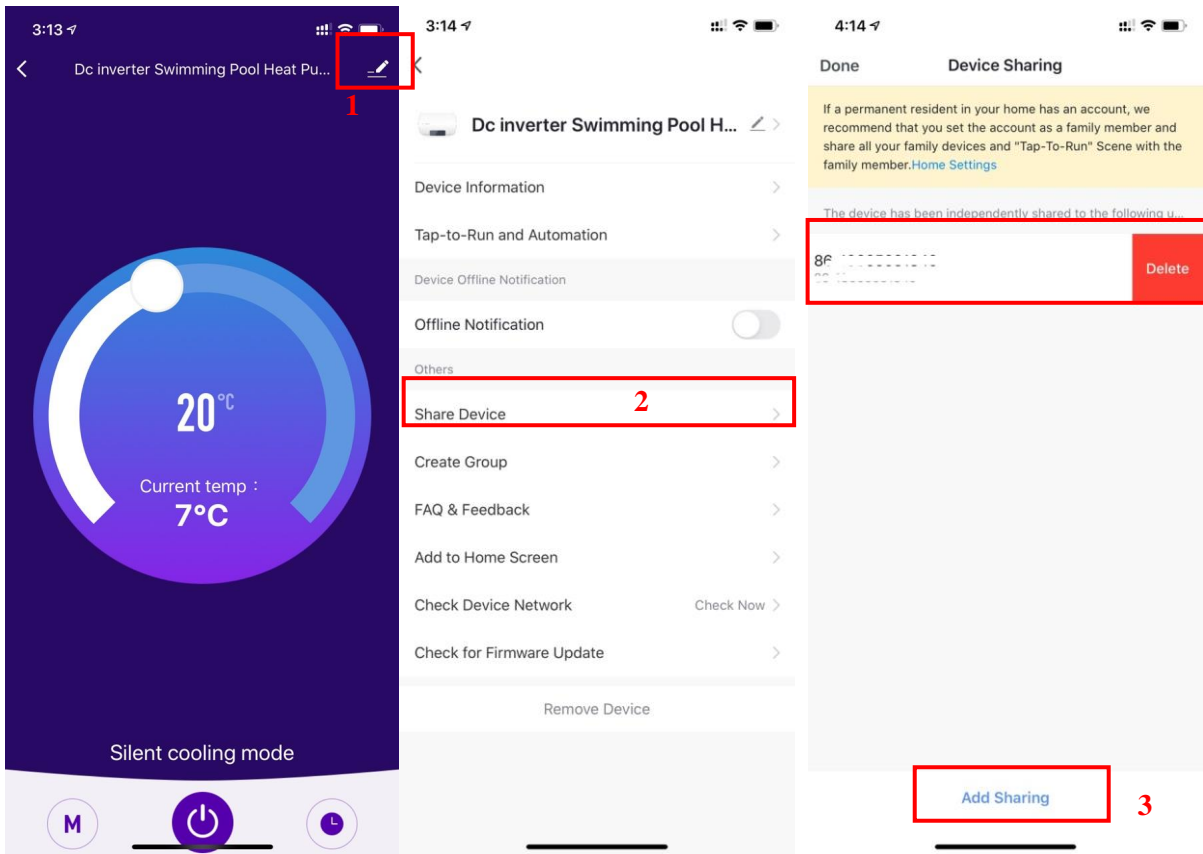 3:13
Dc inverter Swimming Pool Heat Pu...
1
20°C
Current temp :
7°C
Silent cooling mode
M
3:14
Dc inverter Swimming Pool H...
Device Information
Tap-to-Run and Automation
Device Offline Notification
Offline Notification
Others
Share Device
2
Create Group
FAQ & Feedback
Add to Home Screen
Check Device Network
Check Now
Check for Firmware Update
Remove Device
4:14
Done
Device Sharing
If a permanent resident in your home has an account, we
recommend that you set the account as a family member and
share all your family devices and "Tap-To-Run" Scene with the
family member.Home Settings
The device has been independently shared to the following u...
Delete
Add Sharing
3